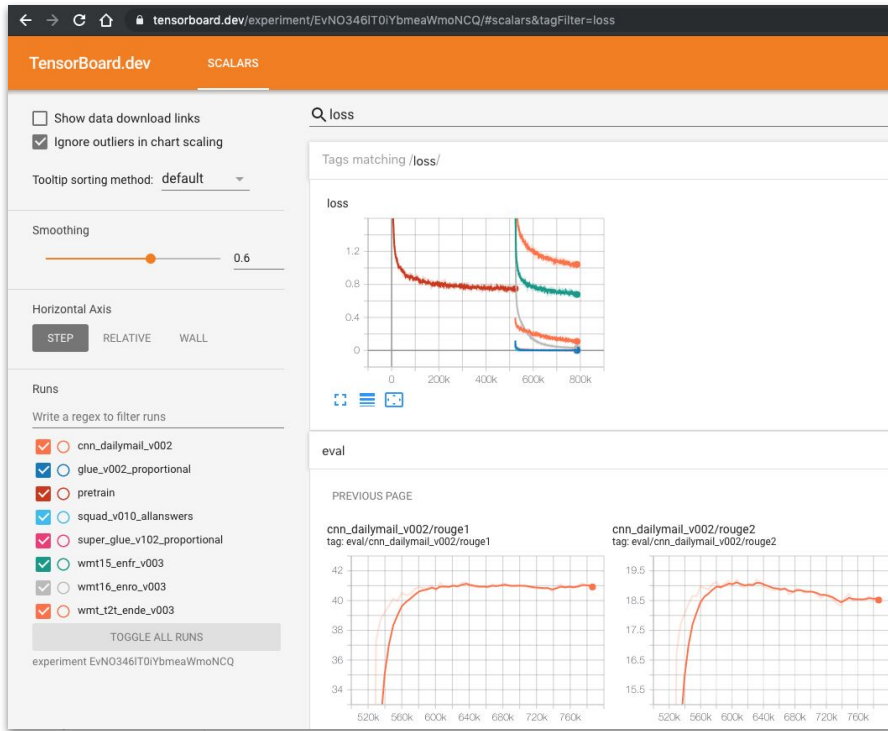 tensorboard.dev/experiment/EvNO346lT0iYbmeaWmoNCQ/#scalars&tagFilter=loss
TensorBoard.dev SCALARS
Show data download links
Ignore outliers in chart scaling
Tooltip sorting method: default
Smoothing
0.6
Horizontal Axis
STEP RELATIVE WALL
Runs
Write a regex to filter runs
cnn_dailymail_v002
glue_v002_proportional
pretrain
squad_v010_allanswers
super_glue_v102_proportional
wmt15_enfr_v003
wmt16_enro_v003
wmt_t2t_ende_v003
TOGGLE ALL RUNS
experiment EvNO346lT0iYbmeaWmoNCQ
loss
Tags matching /loss/
loss
1.2
0.8
0.4
0
0 200k 400k 600k 800k
eval
PREVIOUS PAGE
cnn_dailymail_v002/rouge1
tag: eval/cnn_dailymail_v002/rouge1
42
40
38
36
34
520k 560k 600k 640k 680k 720k 760k
cnn_dailymail_v002/rouge2
tag: eval/cnn_dailymail_v002/rouge2
19.5
18.5
17.5
16.5
15.5
520k 560k 600k 640k 680k 720k 760k